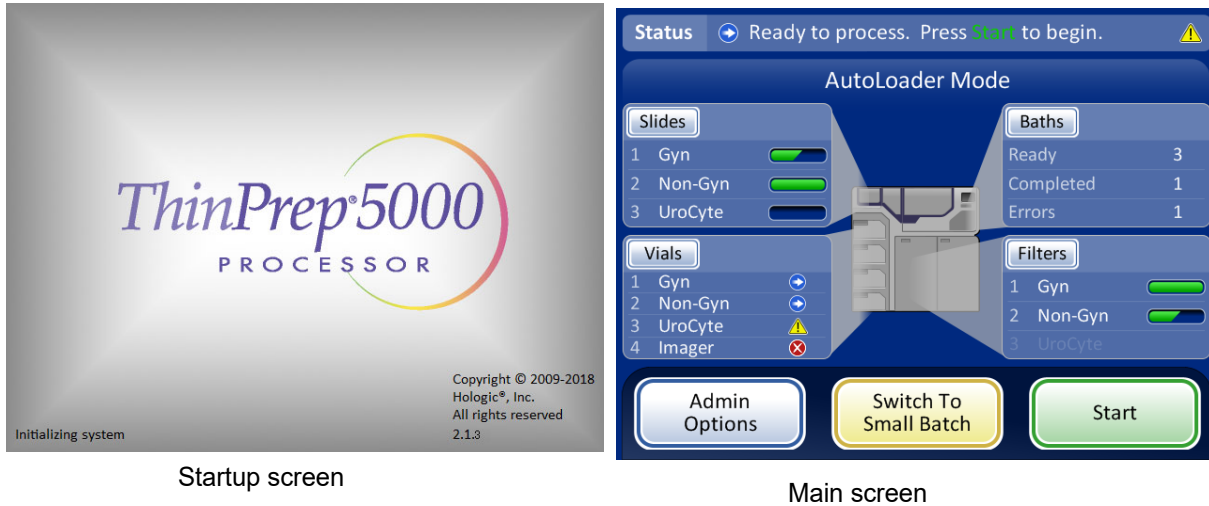 ThinPrep®5000
PROCESSOR
Copyright © 2009-2018
Hologic®, Inc.
All rights reserved
2.1.3
Initializing system
Startup screen
Status Ready to process. Press Start to begin.
AutoLoader Mode
Slides
1 Gyn
2 Non-Gyn
3 UroCyte
Baths
Ready 3
Completed 1
Errors 1
Vials
1 Gyn
2 Non-Gyn
3 UroCyte
4 Imager
Filters
1 Gyn
2 Non-Gyn
3 UroCyte
Admin
Options
Switch To
Small Batch
Start
Main screen